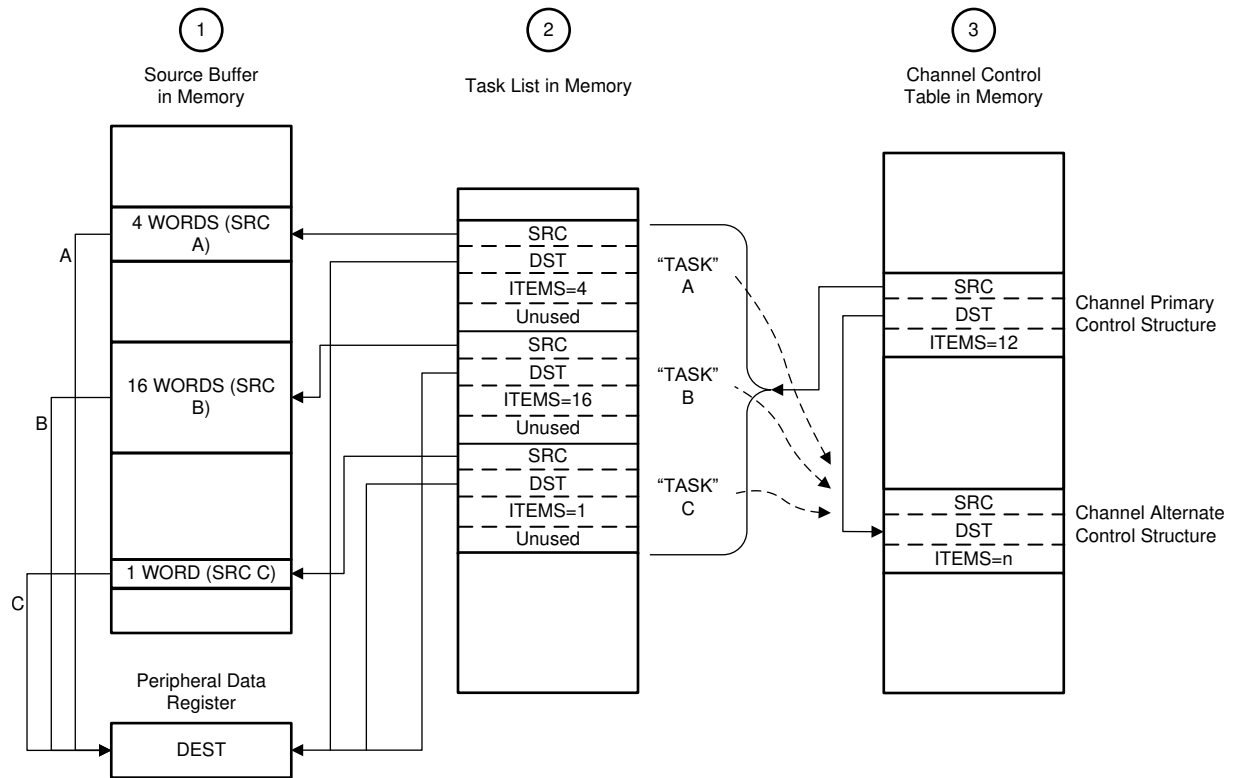 1
Source Buffer
in Memory
4 WORDS (SRC
A)
16 WORDS (SRC
B)
1 WORD (SRC C)
A
B
C
Peripheral Data
Register
DEST
2
Task List in Memory
SRC
DST
ITEMS=4
Unused
SRC
DST
ITEMS=16
Unused
SRC
DST
ITEMS=1
Unused
“TASK”
A
“TASK”
B
“TASK”
C
3
Channel Control
Table in Memory
SRC
DST
ITEMS=12
Channel Primary
Control Structure
SRC
DST
ITEMS=n
Channel Alternate
Control Structure